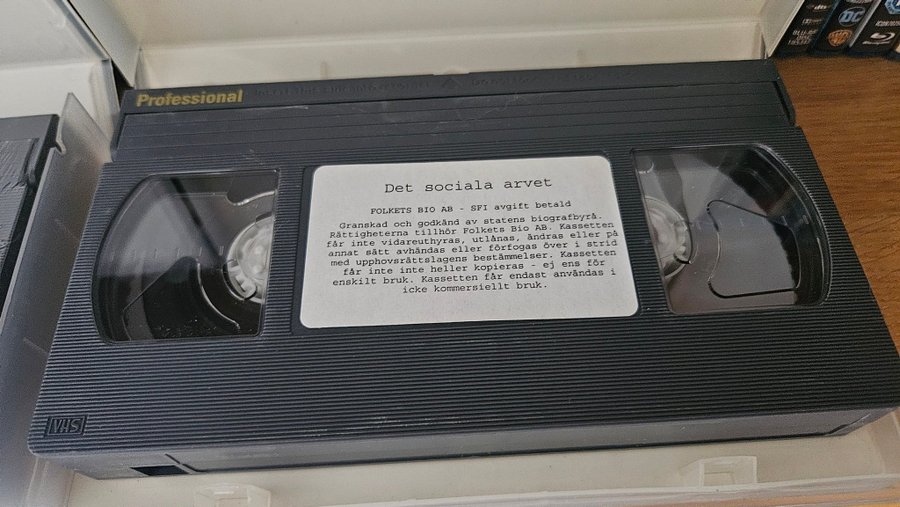 Professional
Det sociala arvet
FOLKETS BIO AB - SFI avgift betald
Granskad och godkänd av statens biografbyrå.
Rättigheterna tillhör Folkets Bio AB. Kassetten
får inte vidareuthyras, utlånas, ändras eller på
annat sätt avhändas eller förfogas över i strid
med upphovsrättslagens bestämmelser. Kassetten
får inte inte heller kopieras - ej ens för
enskilt bruk. Kassetten får endast användas i
icke kommersiellt bruk.
VHS
dts
DC